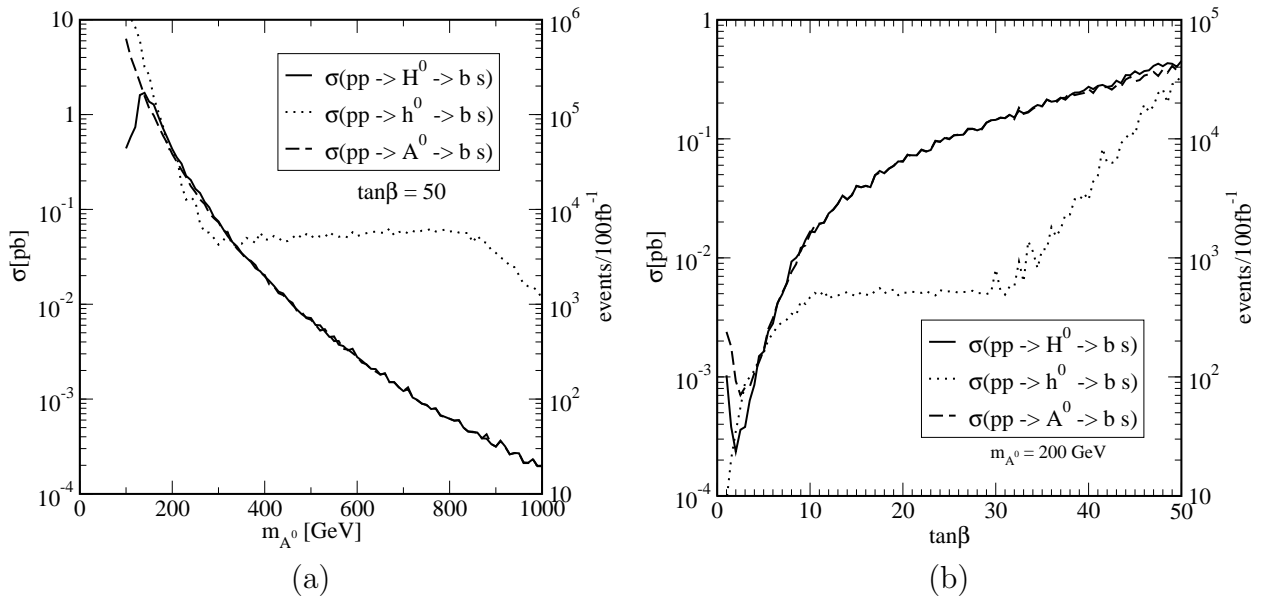 10
1
10^-1
10^-2
10^-3
10^-4
σ[pb]
0 200 400 600 800 1000
m_A^0 [GeV]
10^6
10^5
10^4
10^3
10^2
10
events/100fb^-1
σ(pp -> H^0 -> b s)
σ(pp -> h^0 -> b s)
σ(pp -> A^0 -> b s)
tanβ = 50
(a)
1
10^-1
10^-2
10^-3
10^-4
σ[pb]
0 10 20 30 40 50
tanβ
10^5
10^4
10^3
10^2
10
events/100fb^-1
σ(pp -> H^0 -> b s)
σ(pp -> h^0 -> b s)
σ(pp -> A^0 -> b s)
m_A^0 = 200 GeV
(b)